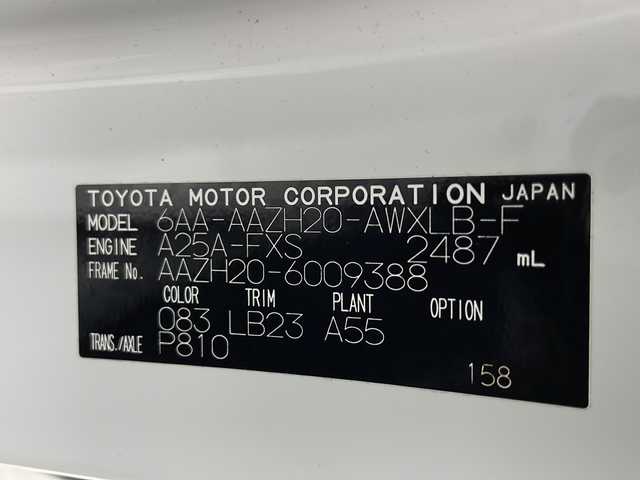 TOYOTA MOTOR CORPORATION JAPAN
MODEL 6AA-AAZH20-AWXLB-F
ENGINE A25A-FXS 2487 mL
FRAME No. AAZH20-6009388
COLOR TRIM PLANT OPTION
083 LB23 A55
TRANS./AXLE P810
158